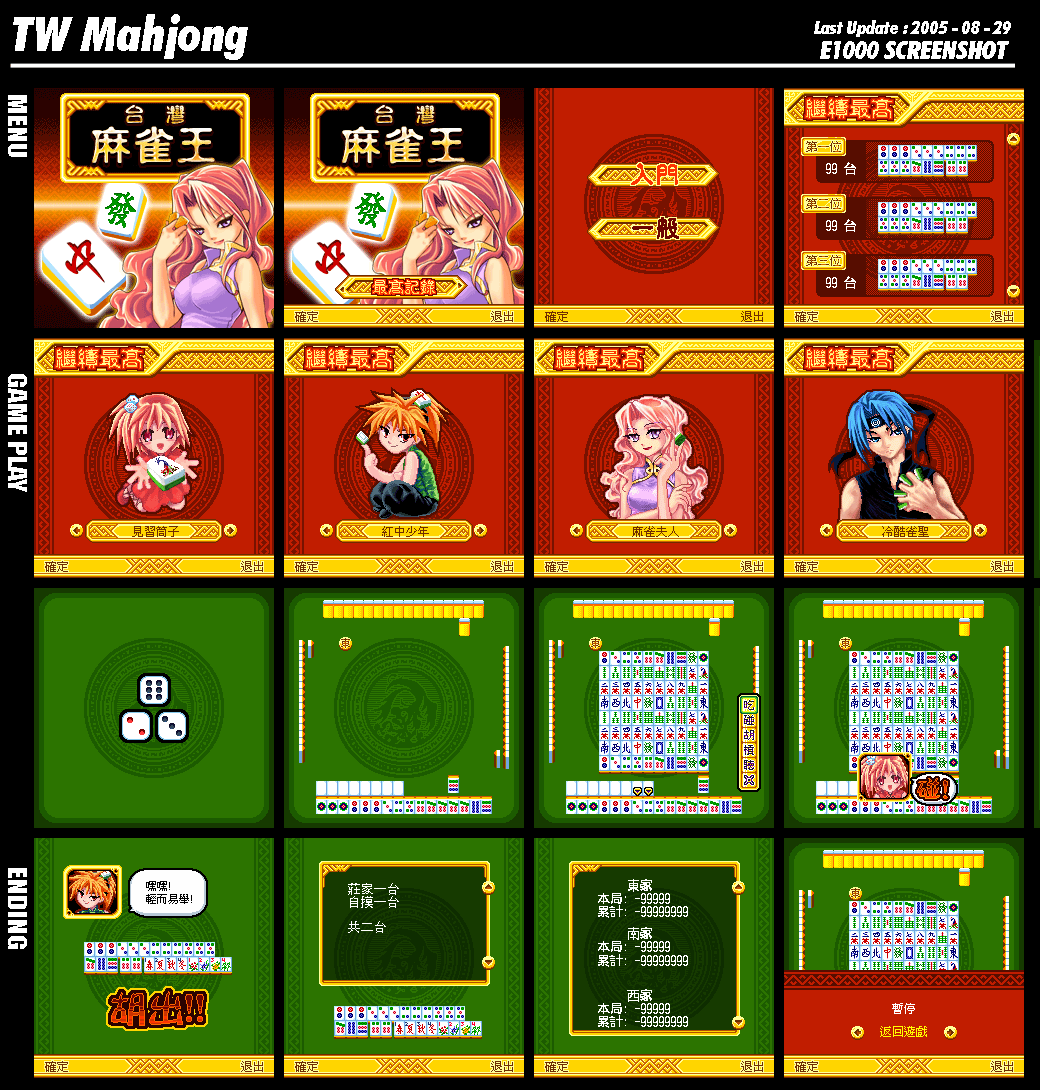 TW Mahjong
Last Update : 2005 - 08 - 29
E1000 SCREENSHOT
MENU
台灣
麻雀王
發
中
台灣
麻雀王
發
中
最高記錄
確定
退出
入門
一般
確定
退出
繼續最高
第一位
99 台
第二位
99 台
第三位
99 台
確定
退出
GAME PLAY
繼續最高
見習筒子
確定
退出
繼續最高
紅中少年
確定
退出
繼續最高
麻雀夫人
確定
退出
繼續最高
冷酷雀聖
確定
退出
東
東
吃
碰
胡
槓
聽
東
碰!
ENDING
嘿嘿!
輕而易舉!
胡出!!
確定
退出
莊家一台
自摸一台
共二台
確定
退出
東家
本局: -99999
累計: -99999999
南家
本局: -99999
累計: -99999999
西家
本局: -99999
累計: -99999999
確定
退出
東
暫停
返回遊戲